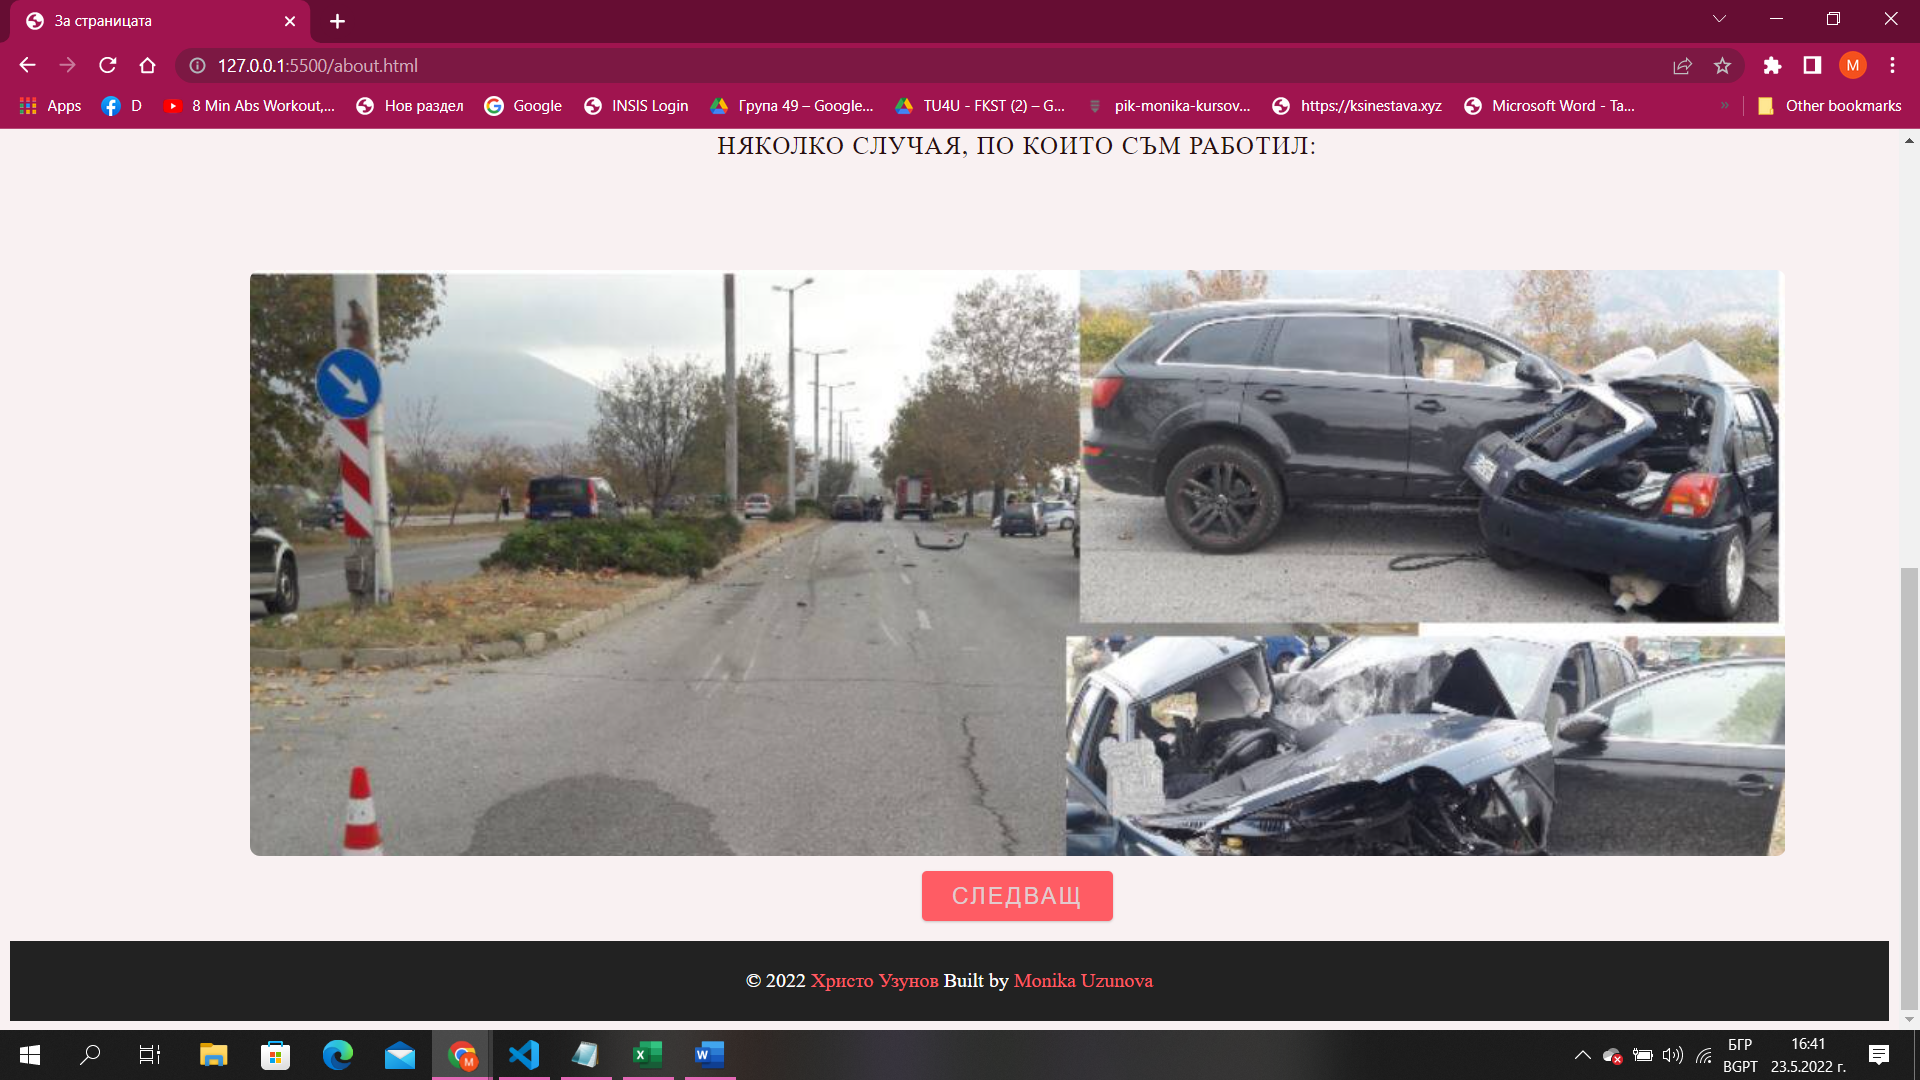 За страницата
127.0.0.1:5500/about.html
M
Apps
D
8 Min Abs Workout,...
Нов раздел
Google
INSIS Login
Група 49 – Google...
TU4U - FKST (2) – G...
pik-monika-kursov...
https://ksinestava.xyz
Microsoft Word - Ta...
»
Other bookmarks
НЯКОЛКО СЛУЧАЯ, ПО КОИТО СЪМ РАБОТИЛ:
СЛЕДВАЩ
© 2022 Христо Узунов Built by Monika Uzunova
БГР
BGPT
16:41
23.5.2022 г.